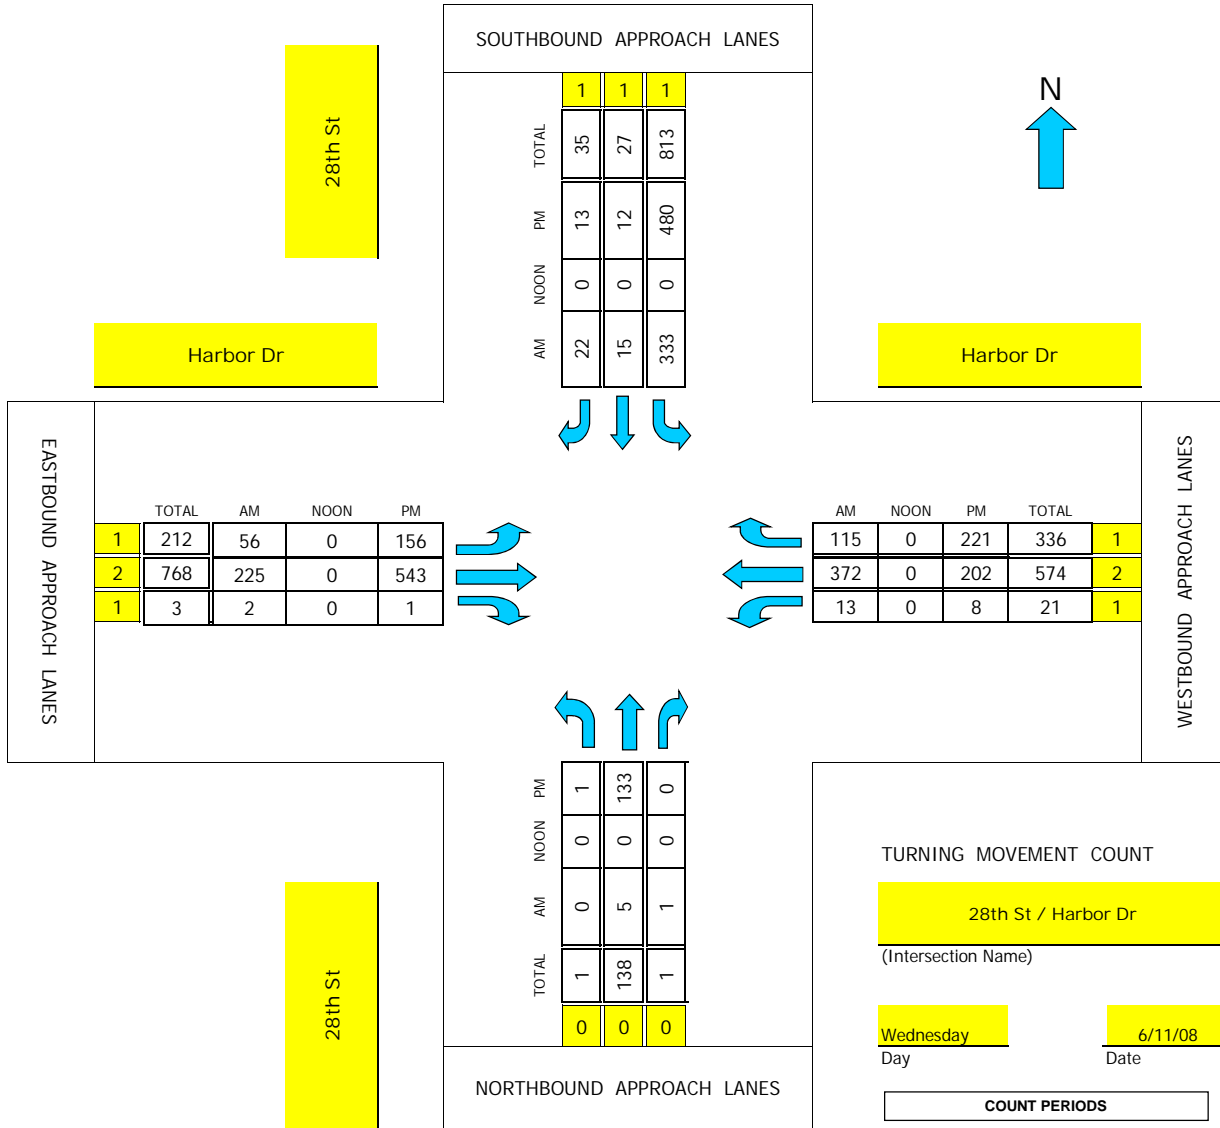 SOUTHBOUND APPROACH LANES
1 1 1
TOTAL 35 27 813
PM 13 12 480
NOON 0 0 0
AM 22 15 333
N
28th St
Harbor Dr
Harbor Dr
EASTBOUND APPROACH LANES
TOTAL AM NOON PM
1 212 56 0 156
2 768 225 0 543
1 3 2 0 1
AM NOON PM TOTAL
115 0 221 336 1
372 0 202 574 2
13 0 8 21 1
WESTBOUND APPROACH LANES
PM 1 133 0
NOON 0 0 0
AM 0 5 1
TOTAL 1 138 1
0 0 0
NORTHBOUND APPROACH LANES
28th St
TURNING MOVEMENT COUNT
28th St / Harbor Dr
(Intersection Name)
Wednesday 6/11/08
Day Date
COUNT PERIODS